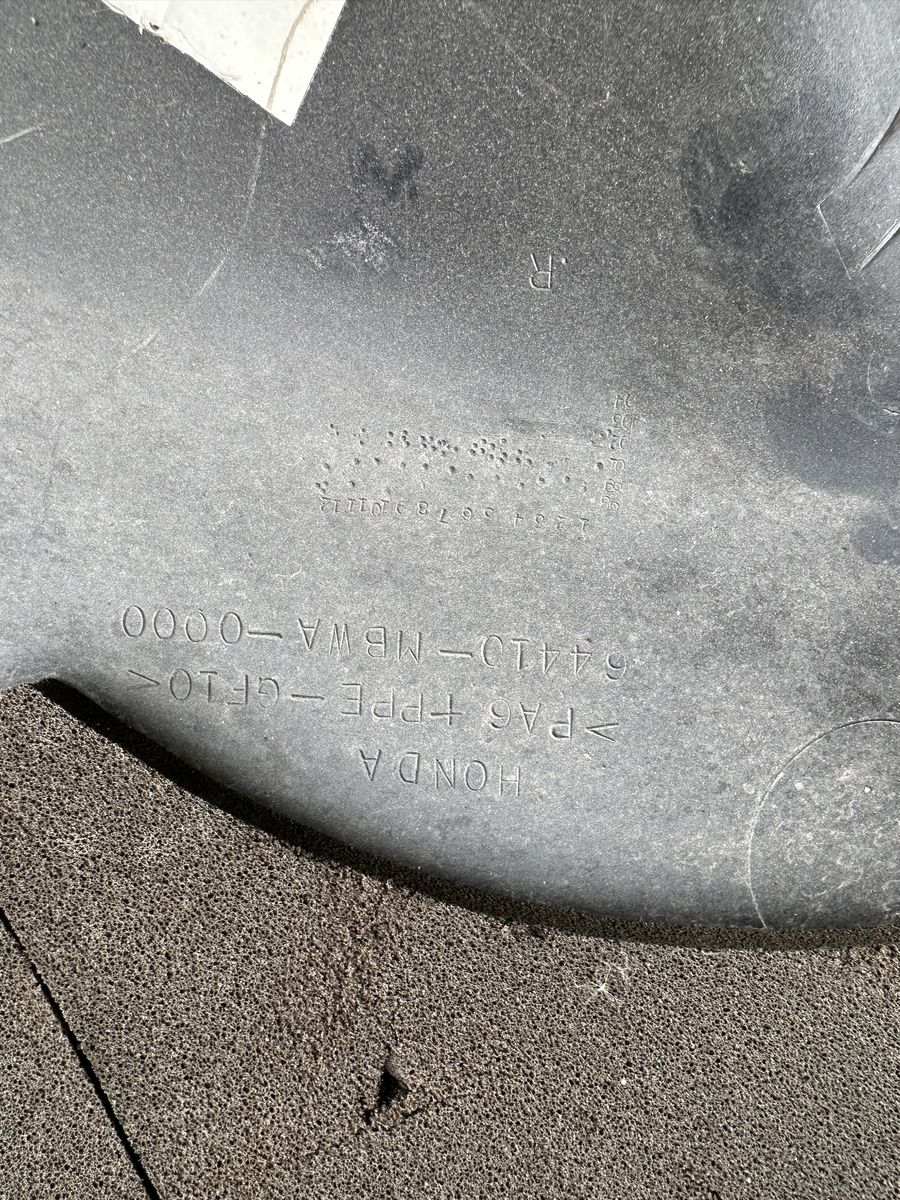 HONDA
>PA6+PPE-GF10<
64410-MBWA-0000
1 2 3 4 5 6 7 8 9 10 11 12
.R